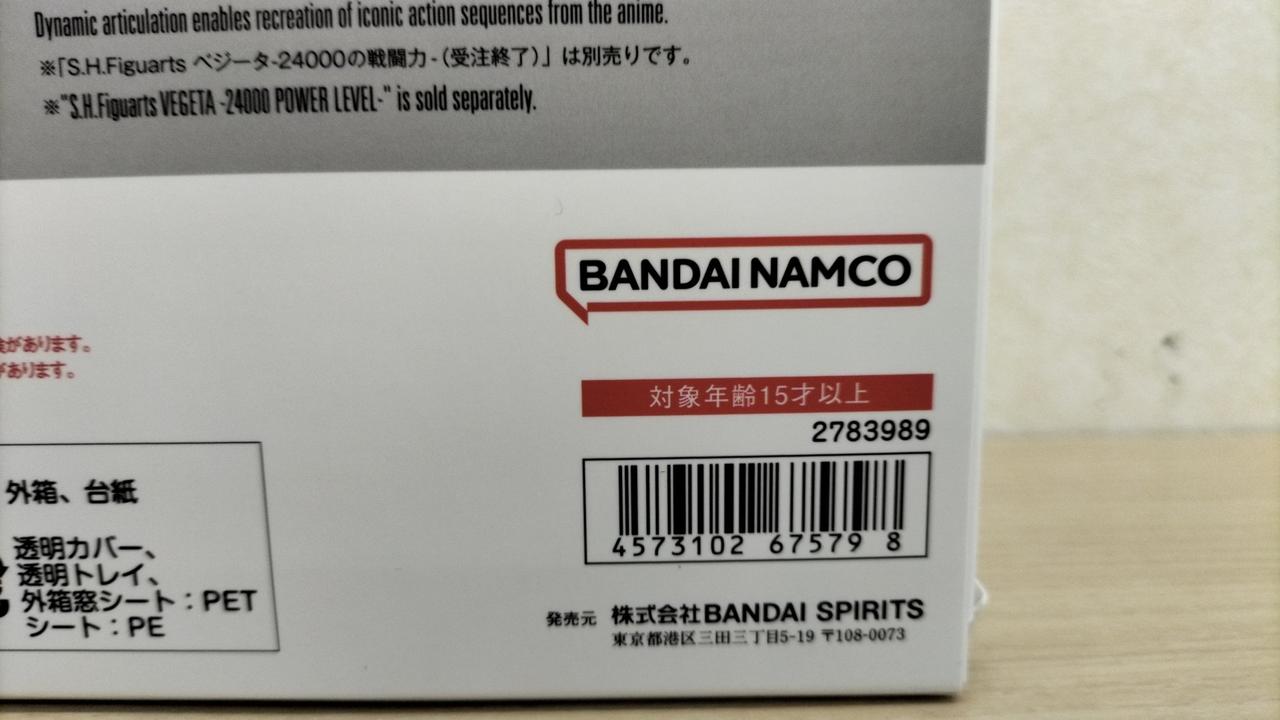 Dynamic articulation enables recreation of iconic action sequences from the anime.
※「S.H.Figuarts ベジータ-24000の戦闘力-（受注終了）」は別売りです。
※"S.H.Figuarts VEGETA -24000 POWER LEVEL-" is sold separately.
BANDAI NAMCO
があります。
があります。
対象年齢15才以上
2783989
4573102 67579 8
外箱、台紙
透明カバー、
透明トレイ、
外箱窓シート：PET
シート：PE
発売元 株式会社BANDAI SPIRITS
東京都港区三田三丁目5-19 〒108-0073